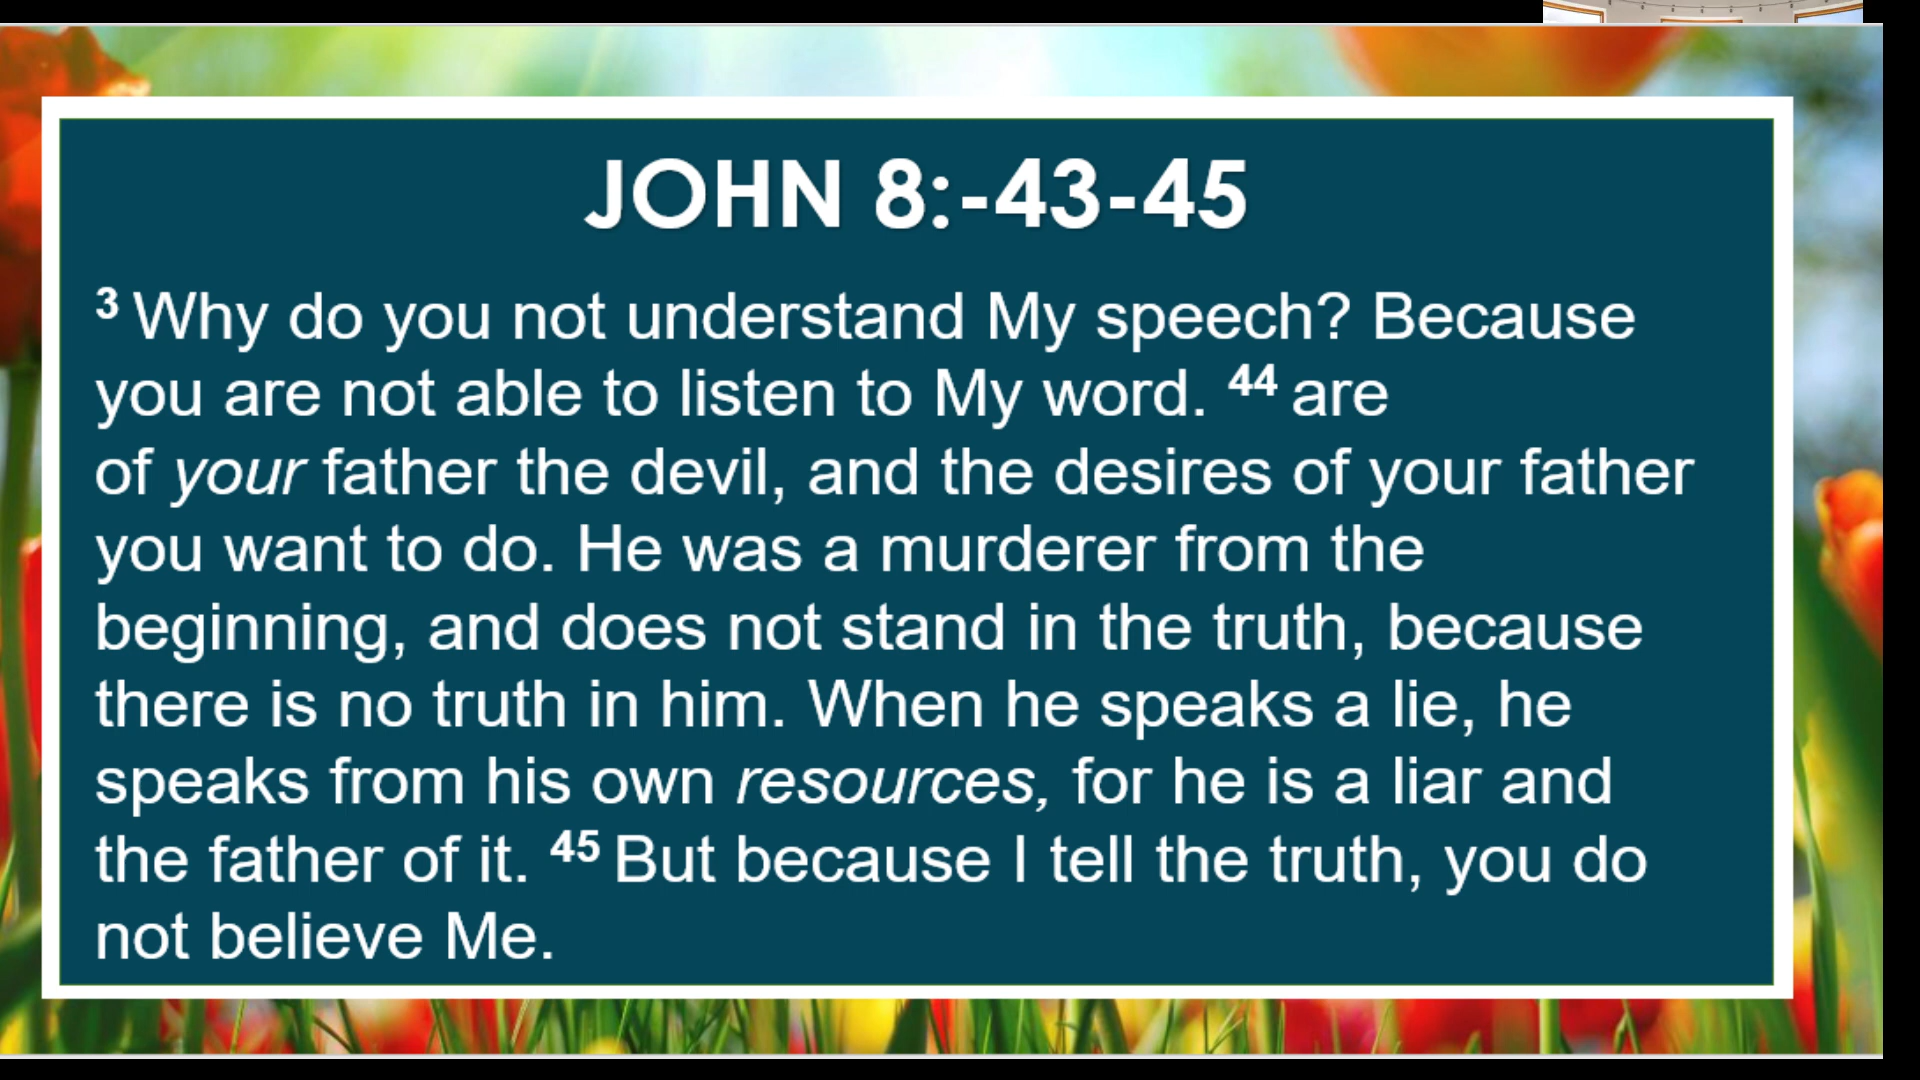 JOHN 8:-43-45
3 Why do you not understand My speech? Because
you are not able to listen to My word. 44 are
of your father the devil, and the desires of your father
you want to do. He was a murderer from the
beginning, and does not stand in the truth, because
there is no truth in him. When he speaks a lie, he
speaks from his own resources, for he is a liar and
the father of it. 45 But because I tell the truth, you do
not believe Me.